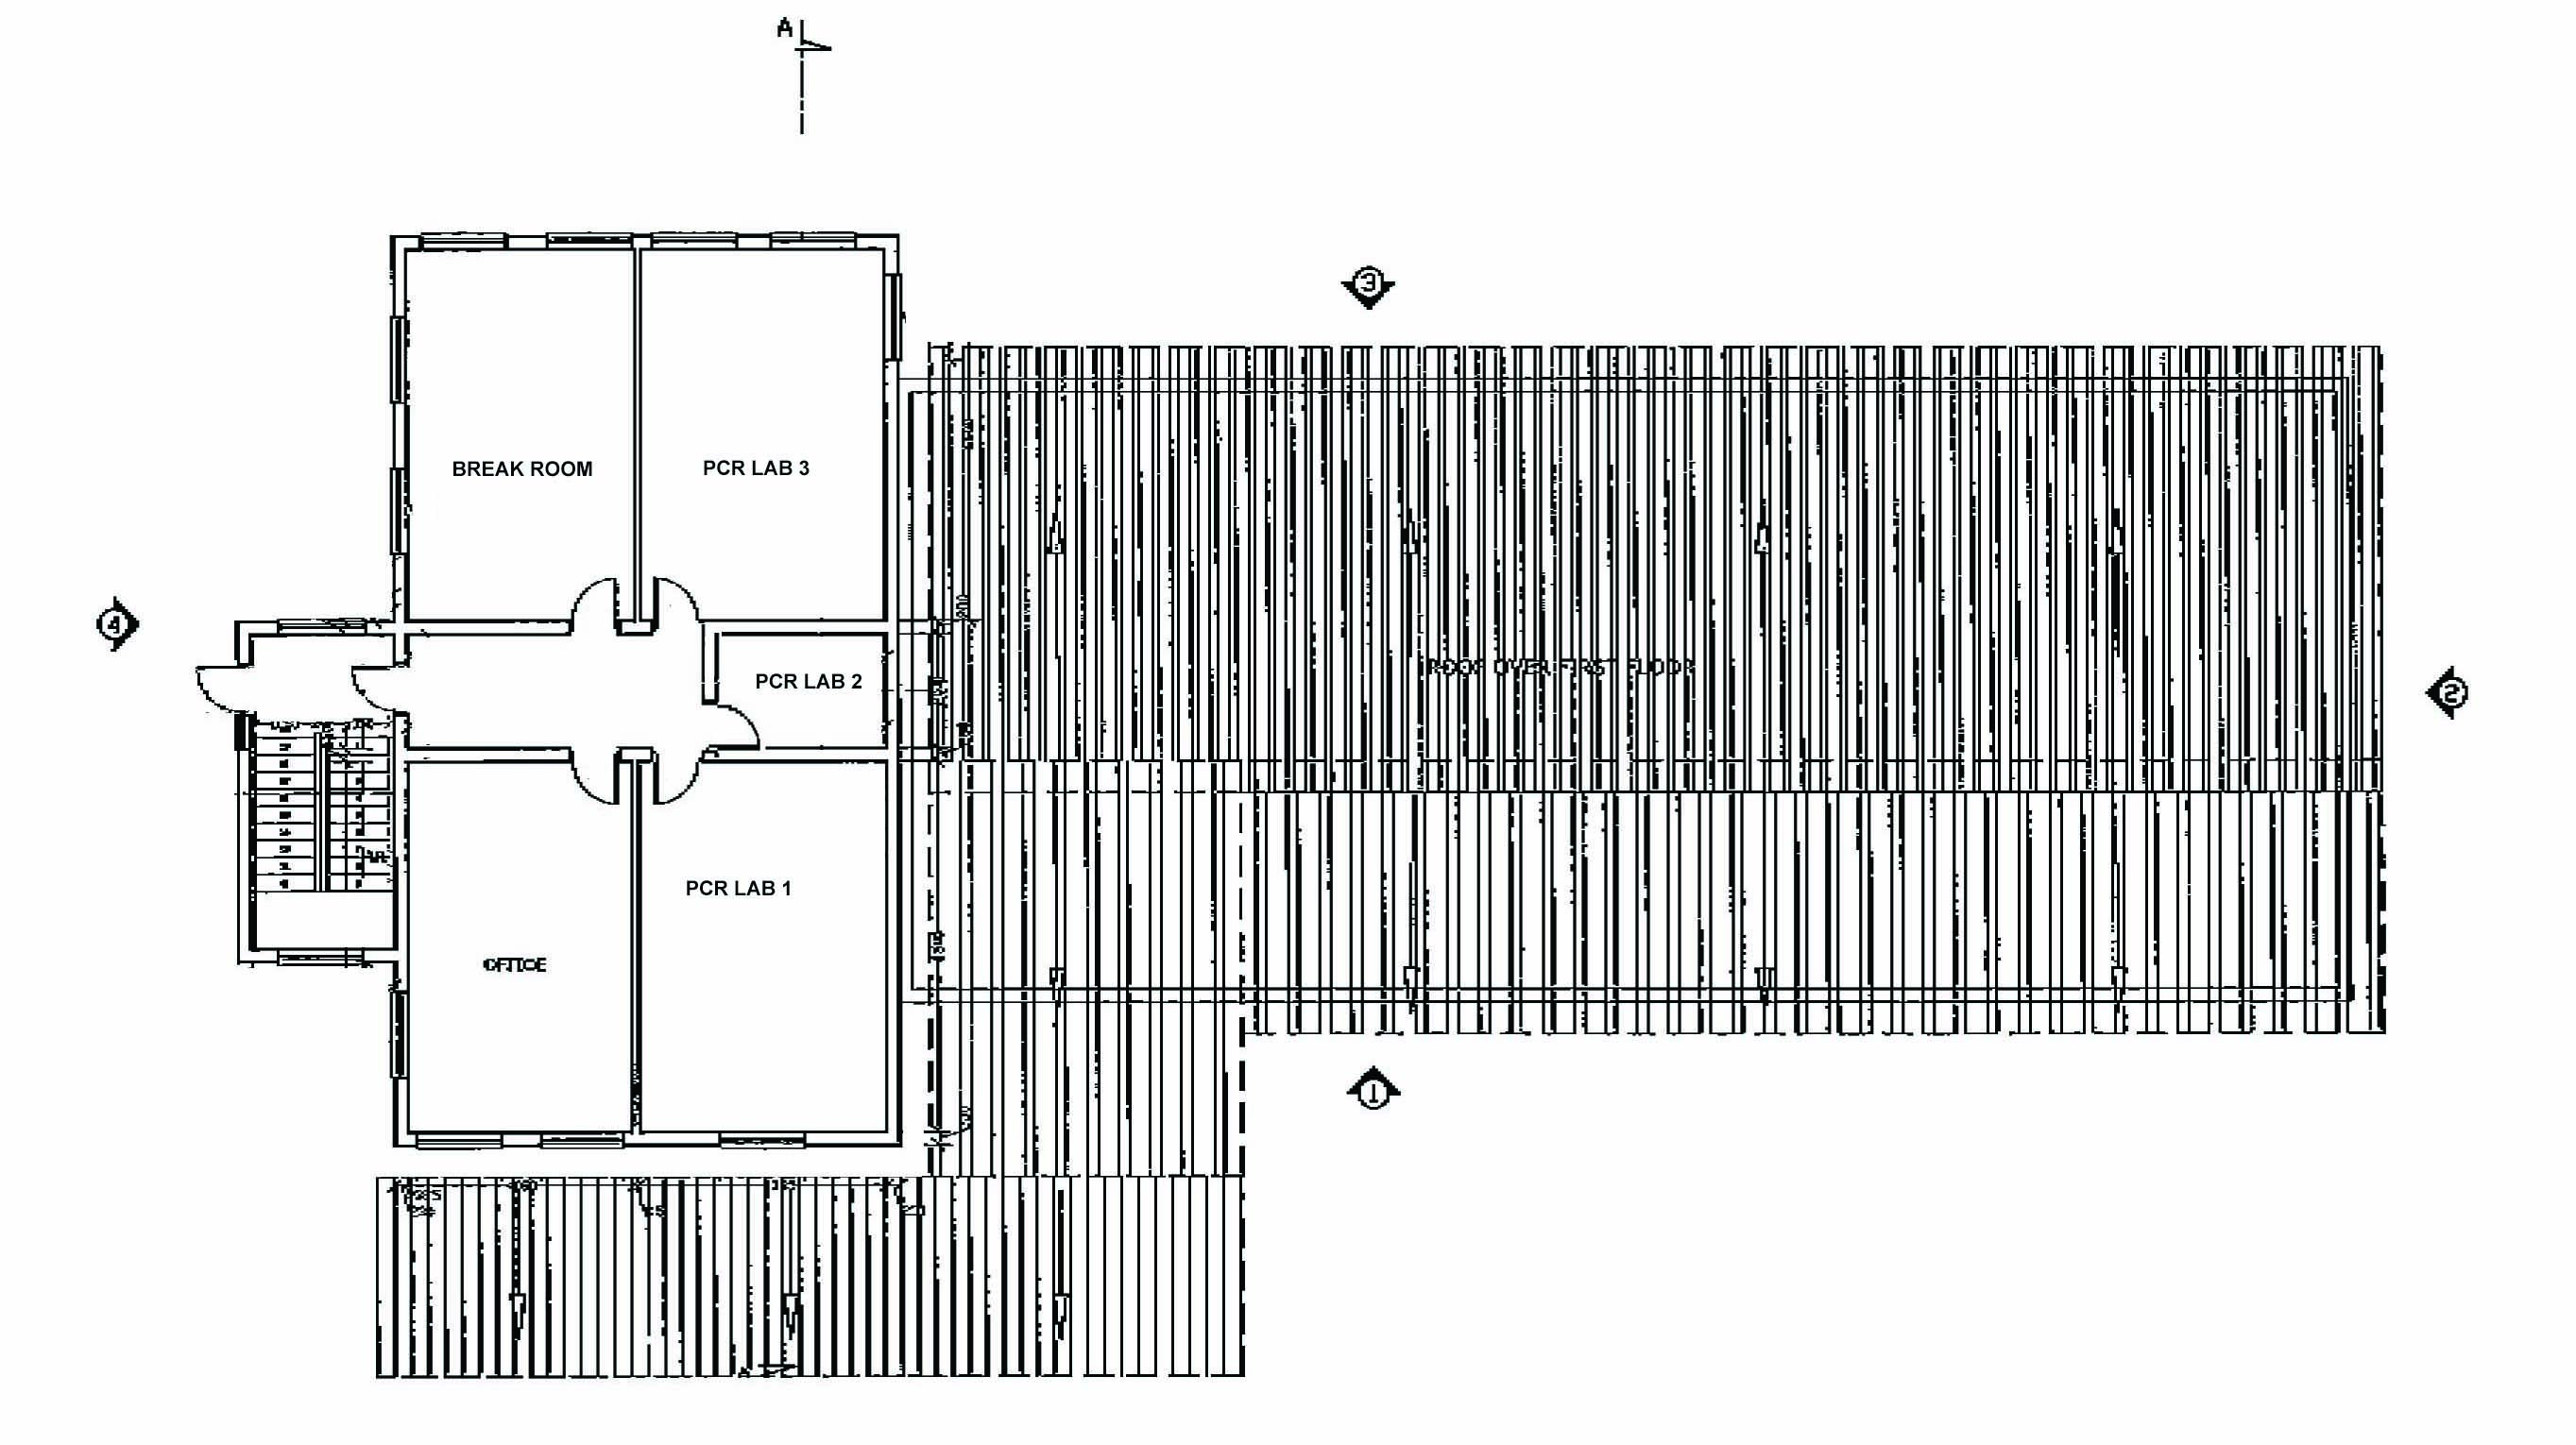 A
3
BREAK ROOM
PCR LAB 3
4
ROOF OVER FIRST FLOOR
PCR LAB 2
2
PCR LAB 1
OFFICE
1